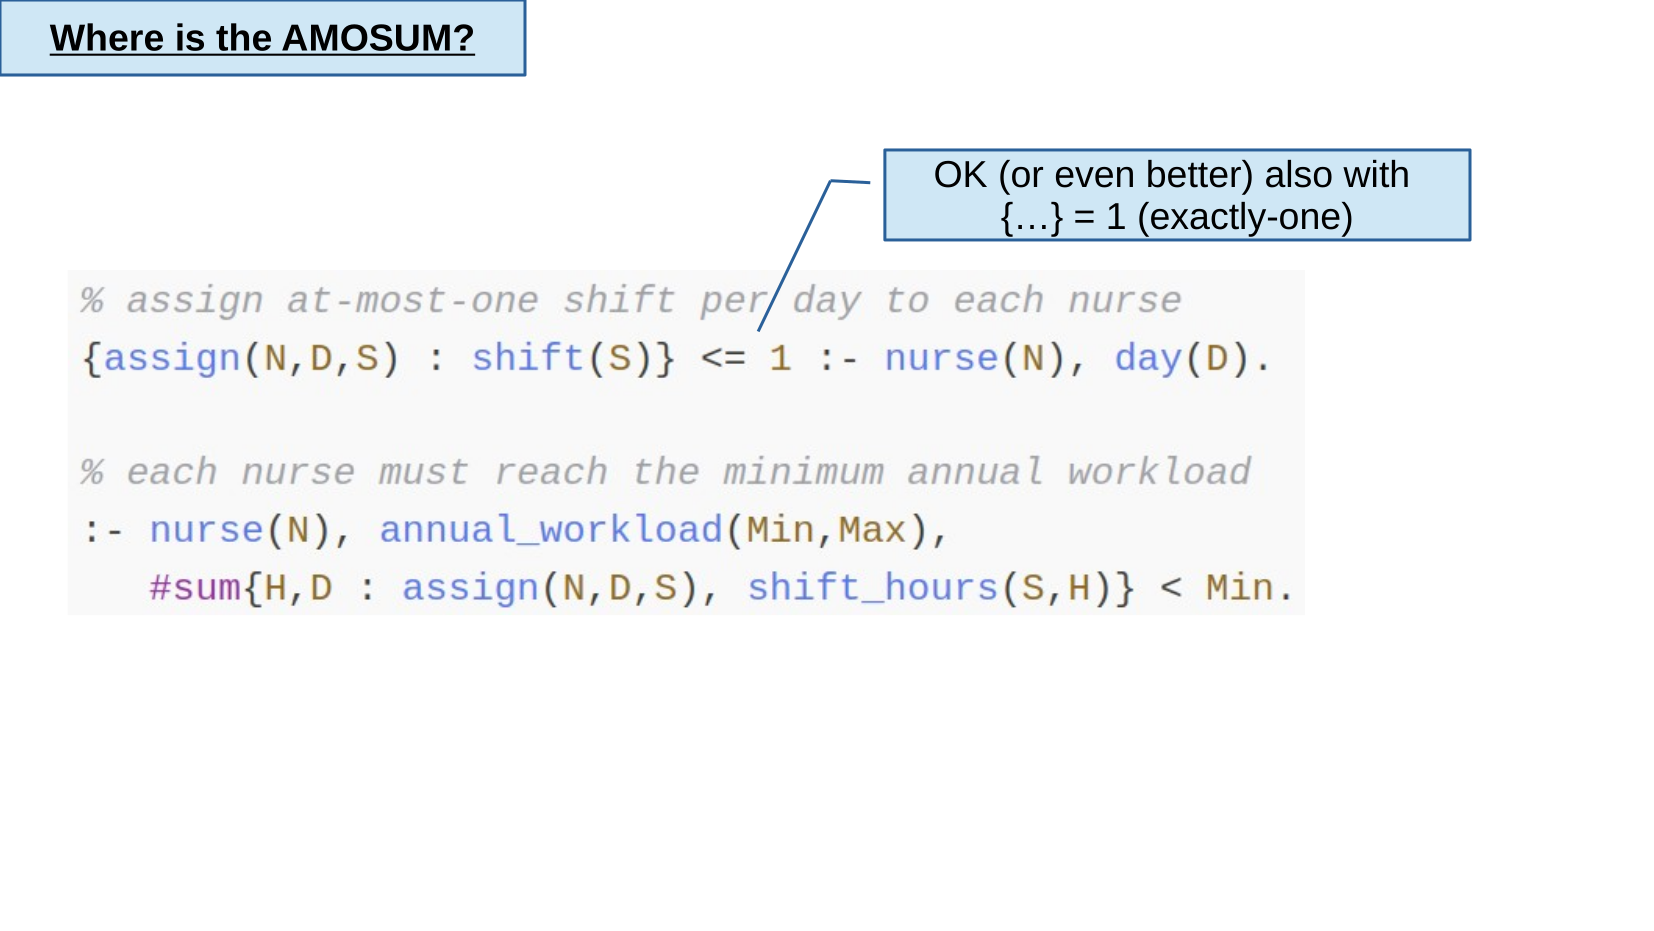 Where is the AMOSUM?
OK (or even better) also with
{…} = 1 (exactly-one)
% assign at-most-one shift per day to each nurse
{assign(N,D,S) : shift(S)} <= 1 :- nurse(N), day(D).
% each nurse must reach the minimum annual workload
:- nurse(N), annual_workload(Min,Max),
#sum{H,D : assign(N,D,S), shift_hours(S,H)} < Min.